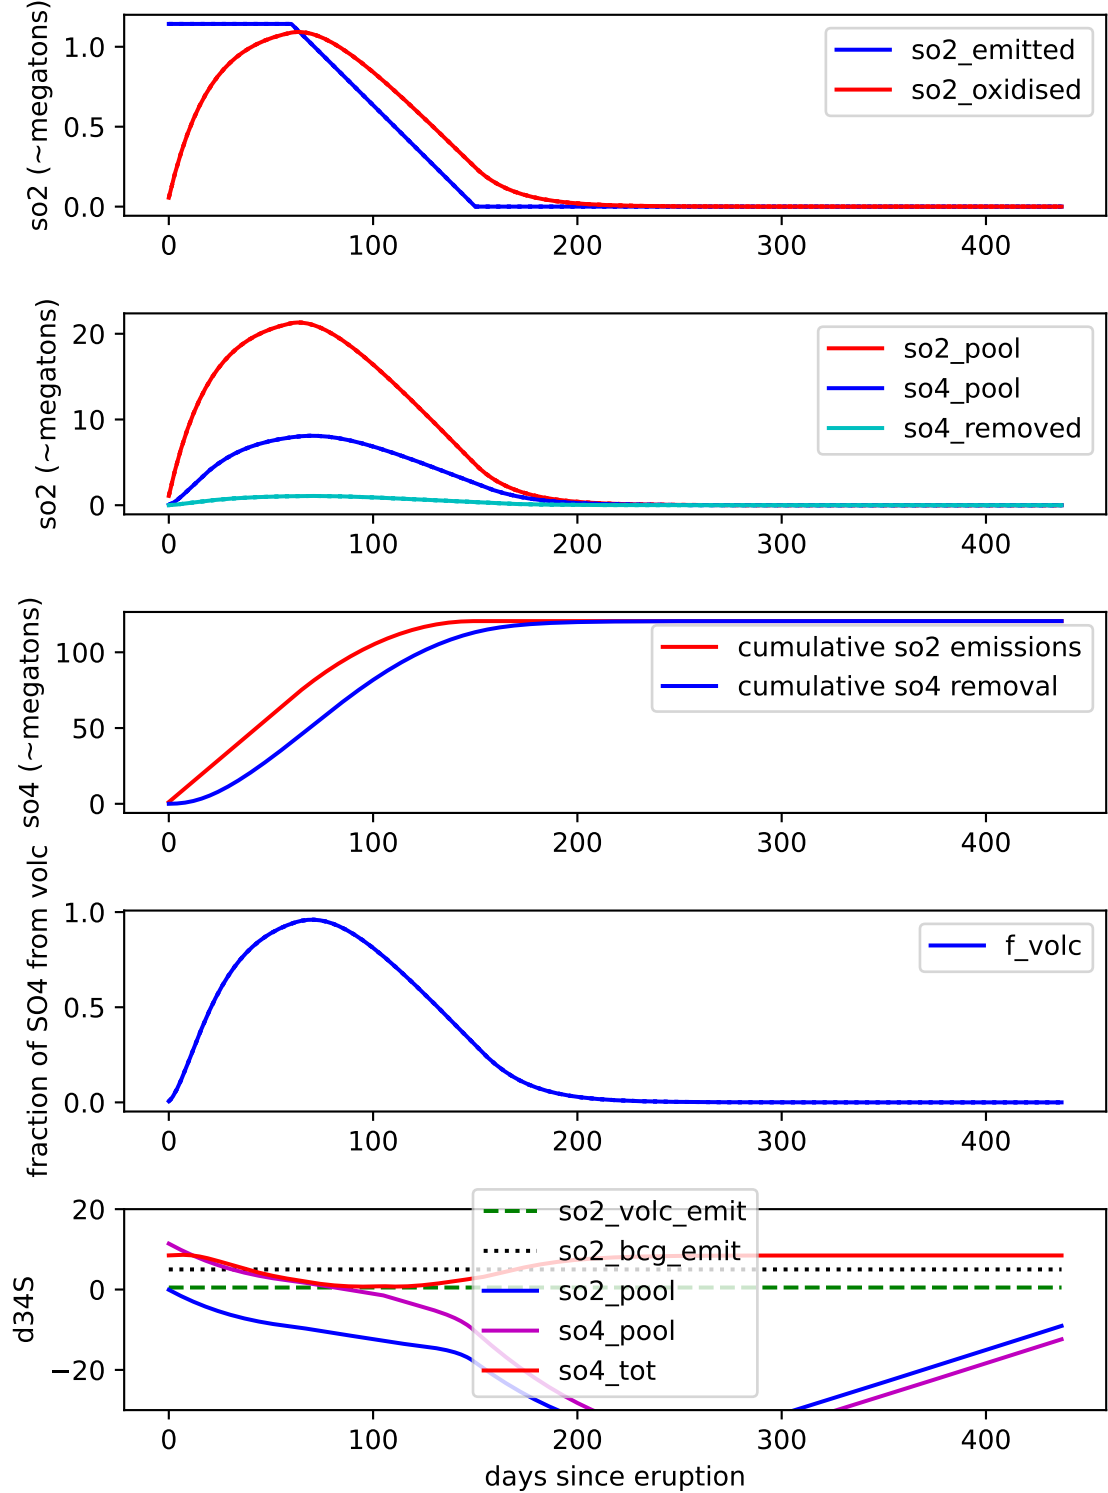 so2 (~megatons)
1.0
0.5
0.0
so2_emitted
so2_oxidised
0 100 200 300 400
so2 (~megatons)
20
10
0
so2_pool
so4_pool
so4_removed
0 100 200 300 400
so4 (~megatons)
100
50
0
cumulative so2 emissions
cumulative so4 removal
0 100 200 300 400
fraction of SO4 from volc
1.0
0.5
0.0
f_volc
0 100 200 300 400
d34S
20
0
−20
so2_volc_emit
so2_bcg_emit
so2_pool
so4_pool
so4_tot
0 100 200 300 400
days since eruption